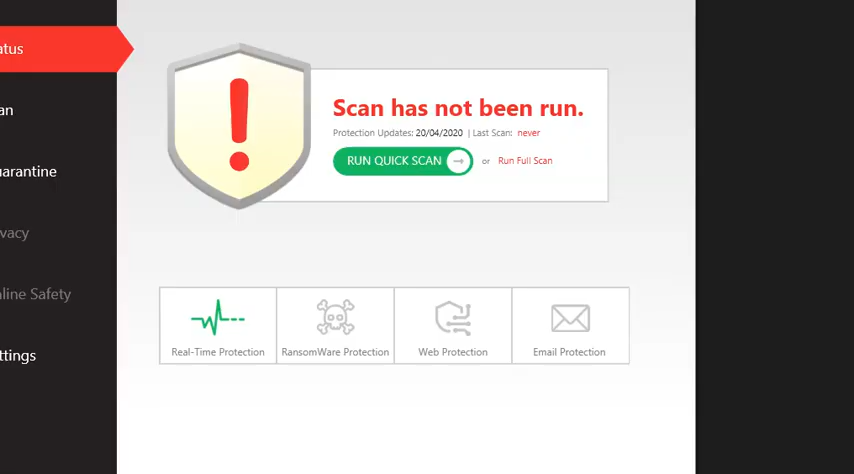 atus
an
uarantine
vacy
line Safety
ttings
Scan has not been run.
Protection Updates: 20/04/2020 | Last Scan: never
RUN QUICK SCAN or Run Full Scan
Real-Time Protection
RansomWare Protection
Web Protection
Email Protection